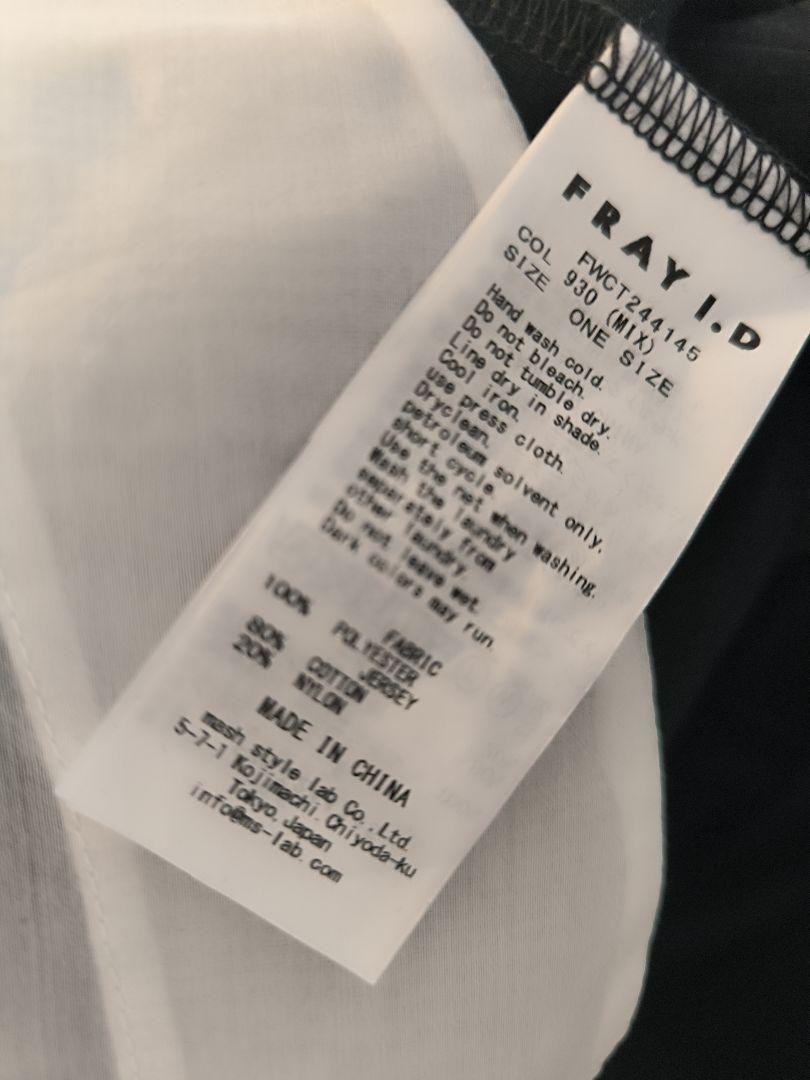 FRAY I.D
FWCT244145
COL 930 (MIX)
SIZE ONE SIZE
Hand wash cold.
Do not bleach.
Do not tumble dry.
Line dry in shade.
Cool iron.
use press cloth.
Dryclean.
petroleum solvent only.
short cycle.
Use the net when washing.
Wash the laundry
separately from
other laundry.
Do not leave wet.
Dark colors may run.
FABRIC
100% POLYESTER
JERSEY
80% COTTON
20% NYLON
MADE IN CHINA
mash style lab Co.,Ltd.
5-7-1 Kojimachi.Chiyoda-ku
Tokyo,Japan
info@ms-lab.com